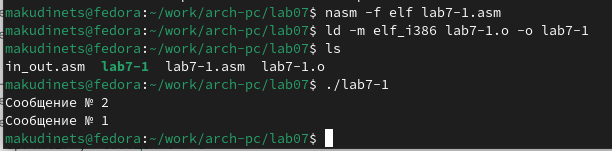 makudinets@fedora:~/work/arch-pc/lab07$ nasm -f elf lab7-1.asm
makudinets@fedora:~/work/arch-pc/lab07$ ld -m elf_i386 lab7-1.o -o lab7-1
makudinets@fedora:~/work/arch-pc/lab07$ ls
in_out.asm  lab7-1  lab7-1.asm  lab7-1.o
makudinets@fedora:~/work/arch-pc/lab07$ ./lab7-1
Сообщение № 2
Сообщение № 1
makudinets@fedora:~/work/arch-pc/lab07$